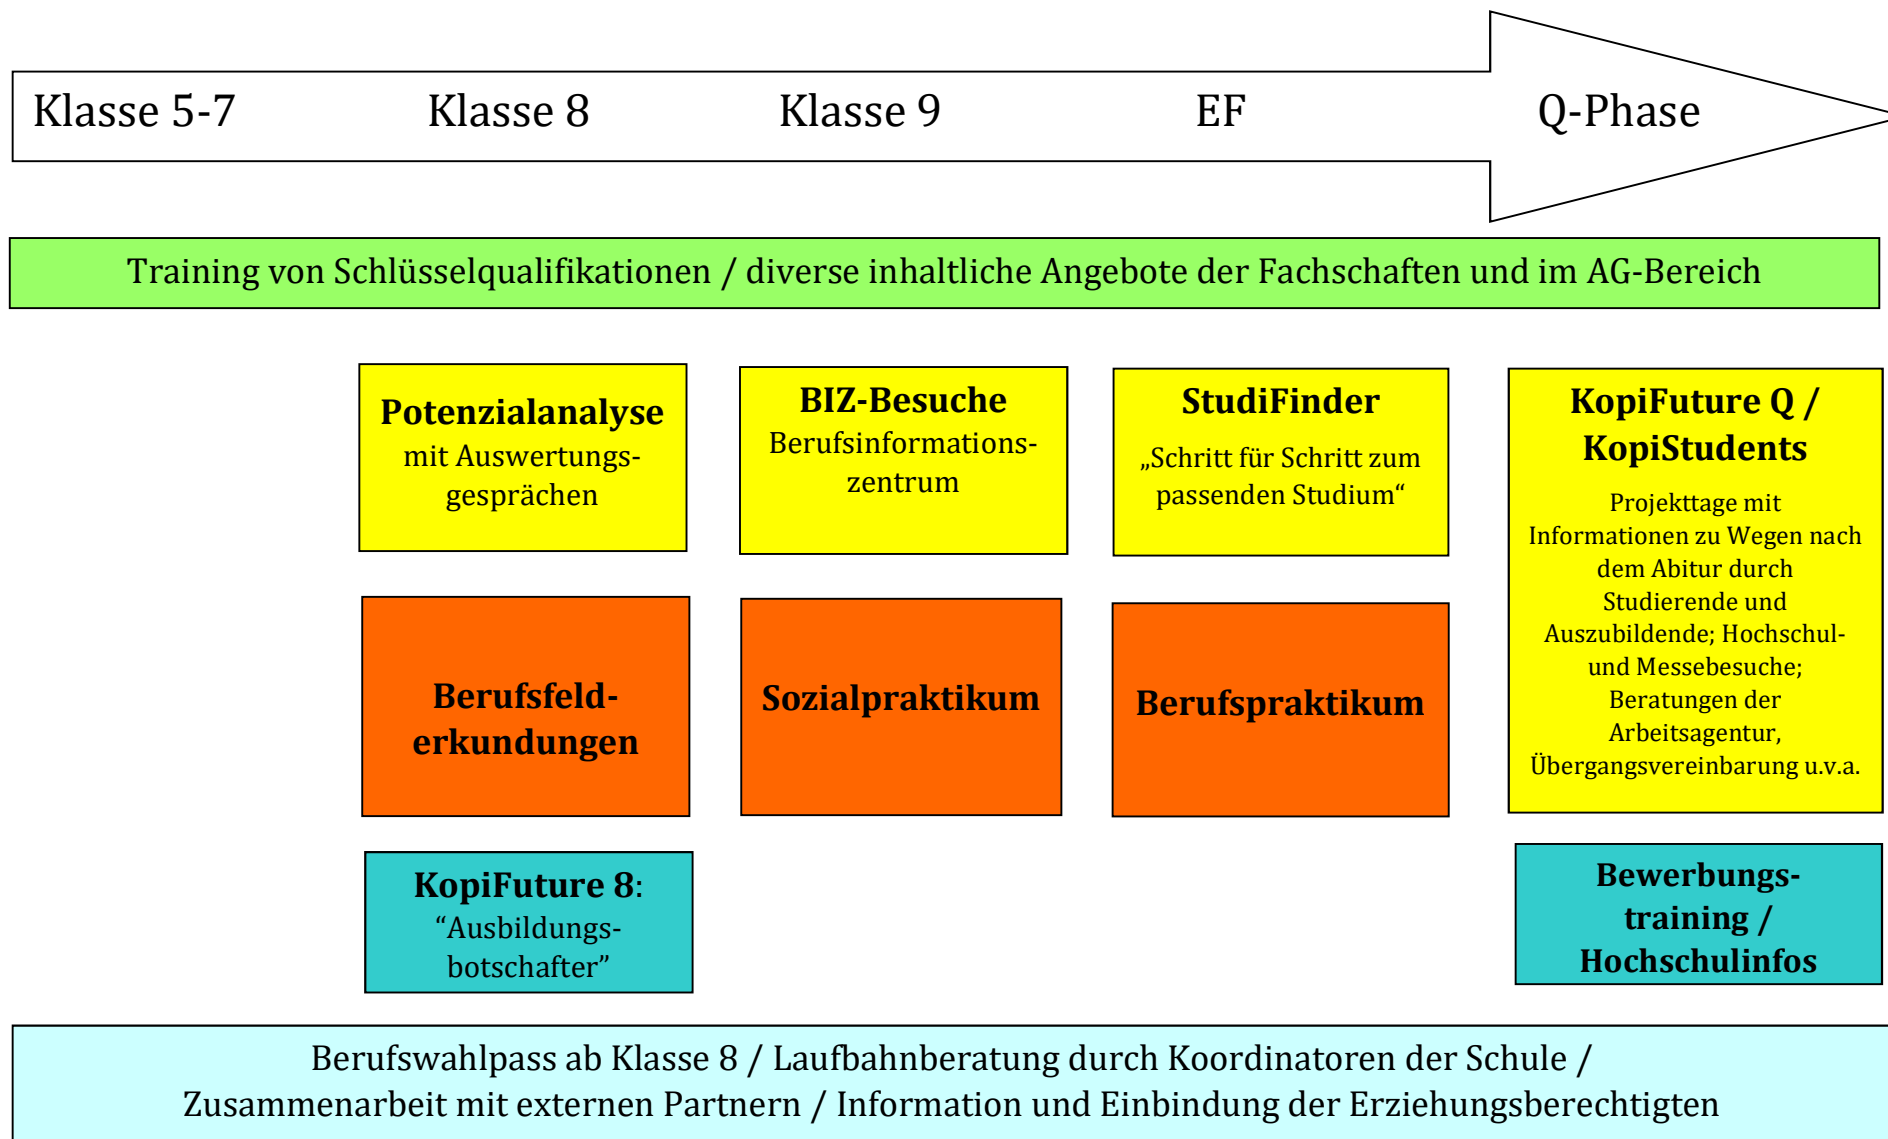 Klasse 5-7 Klasse 8 Klasse 9 EF Q-Phase
Training von Schlüsselqualifikationen / diverse inhaltliche Angebote der Fachschaften und im AG-Bereich
Potenzialanalyse
mit Auswertungs-
gesprächen
BIZ-Besuche
Berufsinformations-
zentrum
StudiFinder
„Schritt für Schritt zum
passenden Studium“
KopiFuture Q /
KopiStudents
Projekttage mit
Informationen zu Wegen nach
dem Abitur durch
Studierende und
Auszubildende; Hochschul-
und Messebesuche;
Beratungen der
Arbeitsagentur,
Übergangsvereinbarung u.v.a.
Berufsfeld-
erkundungen
Sozialpraktikum
Berufspraktikum
KopiFuture 8:
“Ausbildungs-
botschafter”
Bewerbungs-
training /
Hochschulinfos
Berufswahlpass ab Klasse 8 / Laufbahnberatung durch Koordinatoren der Schule /
Zusammenarbeit mit externen Partnern / Information und Einbindung der Erziehungsberechtigten